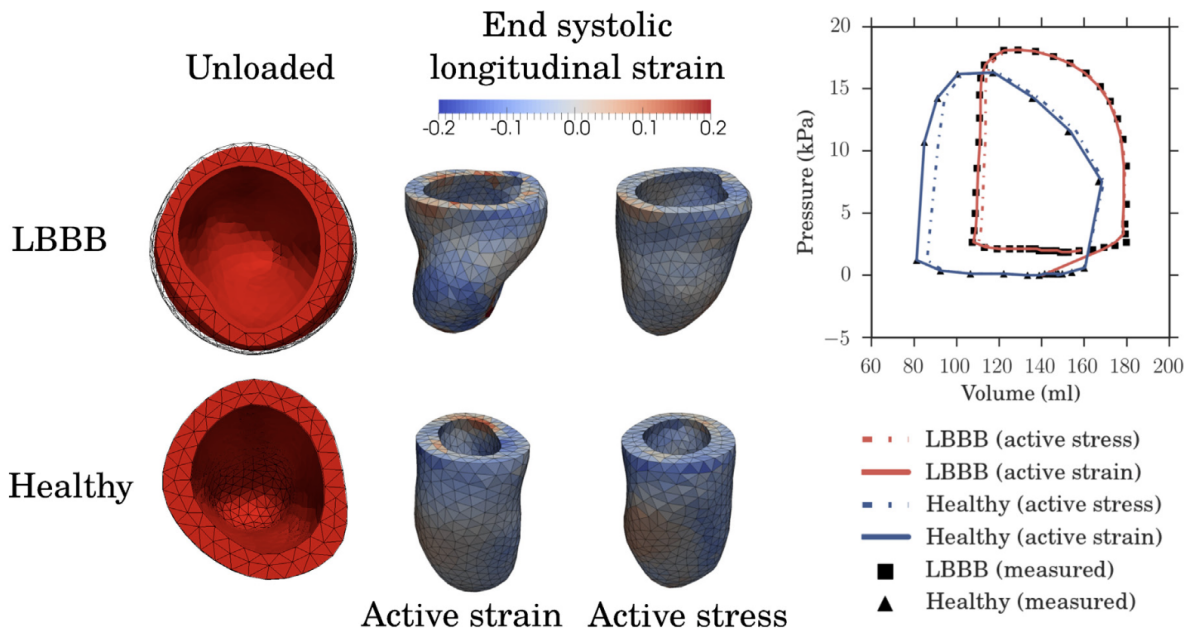 End systolic
Unloaded longitudinal strain
-0.2 -0.1 0.0 0.1 0.2
LBBB
Healthy
Active strain Active stress
20
15
10
5
0
−5
Pressure (kPa)
60 80 100 120 140 160 180 200
Volume (ml)
LBBB (active stress)
LBBB (active strain)
Healthy (active stress)
Healthy (active strain)
LBBB (measured)
Healthy (measured)